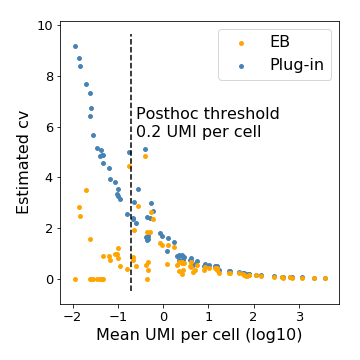 EB
Plug-in
Posthoc threshold
0.2 UMI per cell
Estimated cv
10
8
6
4
2
0
−2
−1
0
1
2
3
Mean UMI per cell (log10)